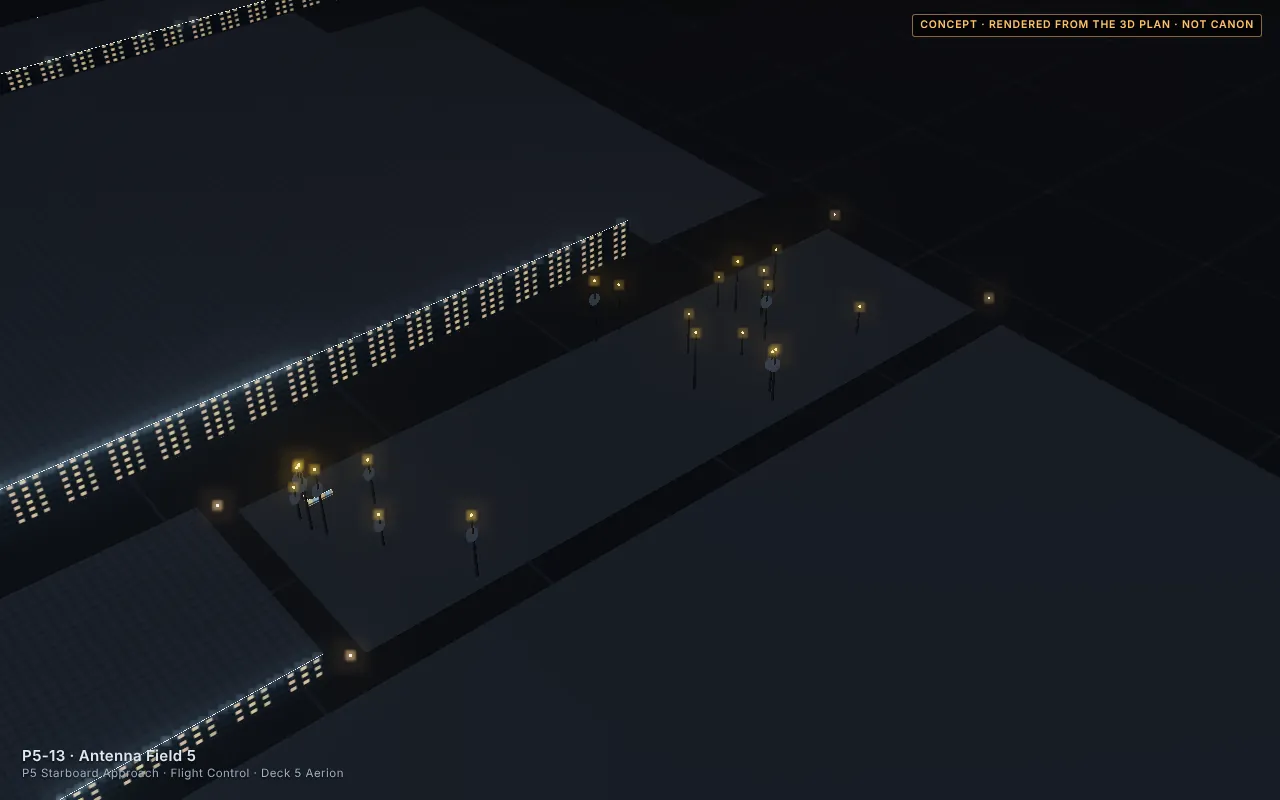 CONCEPT · RENDERED FROM THE 3D PLAN · NOT CANON
P5-13 · Antenna Field 5
P5 Starboard Approach · Flight Control · Deck 5 Aerion